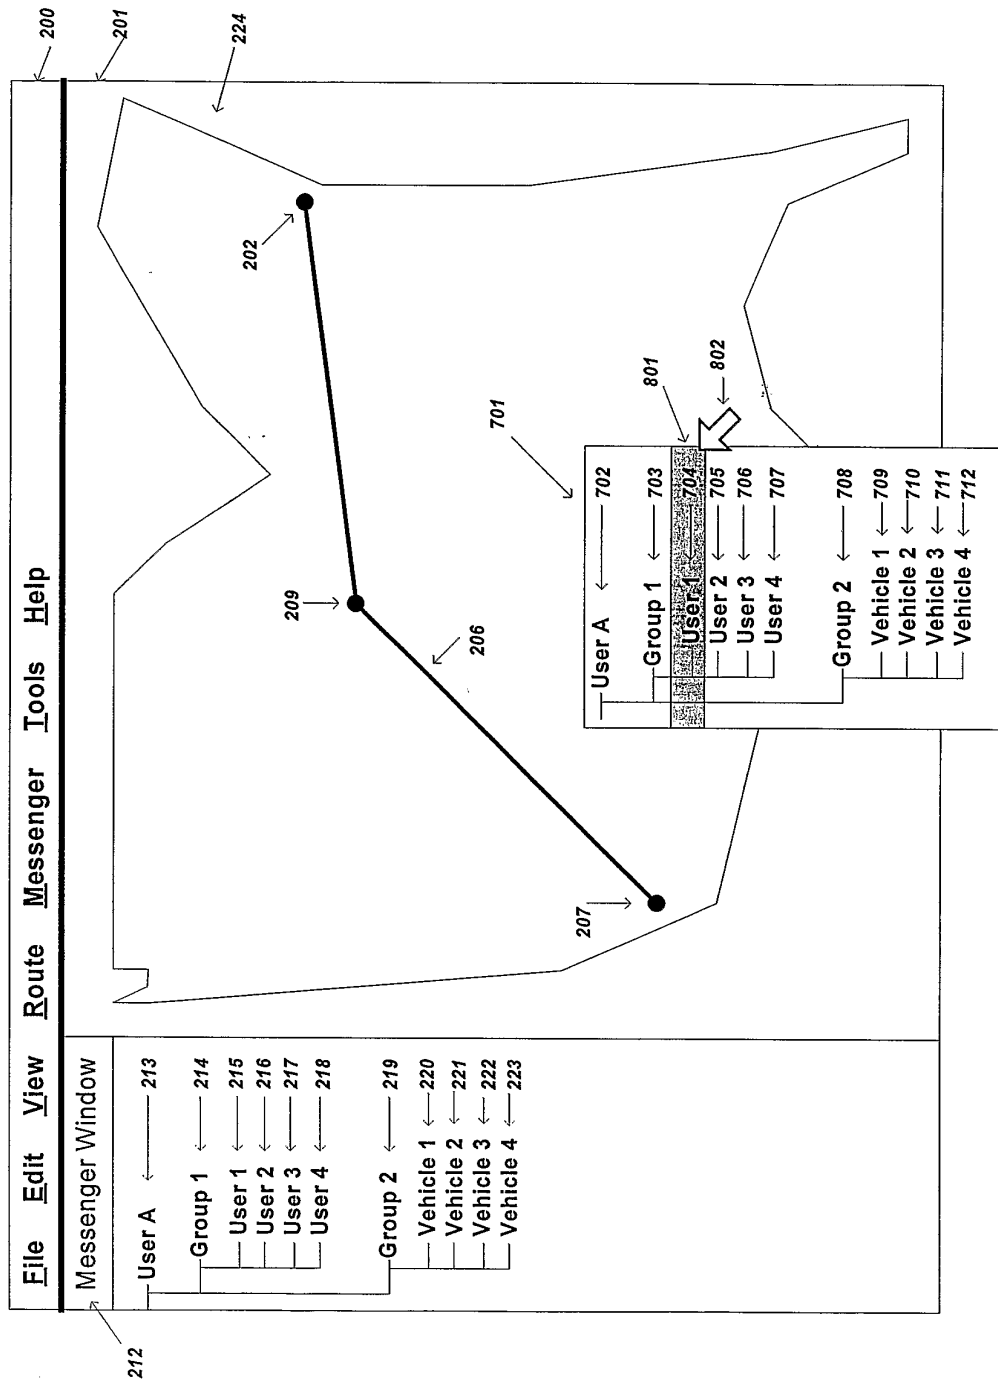 File Edit View Route Messenger Tools Help
200
201
224
Messenger Window
212
User A 213
Group 1 214
User 1 215
User 2 216
User 3 217
User 4 218
Group 2 219
Vehicle 1 220
Vehicle 2 221
Vehicle 3 222
Vehicle 4 223
202
209
206
207
701
801
802
User A 702
Group 1 703
User 1 704
User 2 705
User 3 706
User 4 707
Group 2 708
Vehicle 1 709
Vehicle 2 710
Vehicle 3 711
Vehicle 4 712